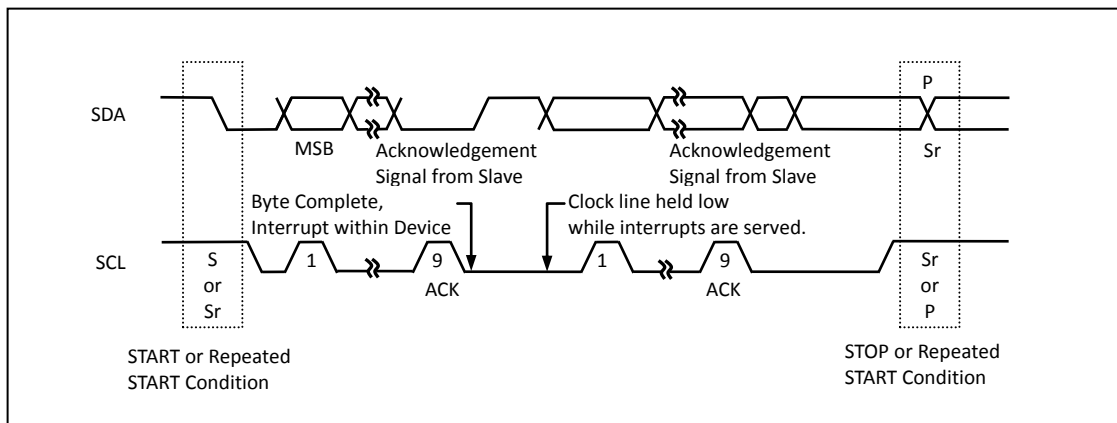 P
SDA
MSB
Acknowledgement
Signal from Slave
Acknowledgement
Signal from Slave
Sr
Byte Complete,
Interrupt within Device
Clock line held low
while interrupts are served.
SCL
S
or
Sr
1
9
ACK
1
9
ACK
Sr
or
P
START or Repeated
START Condition
STOP or Repeated
START Condition